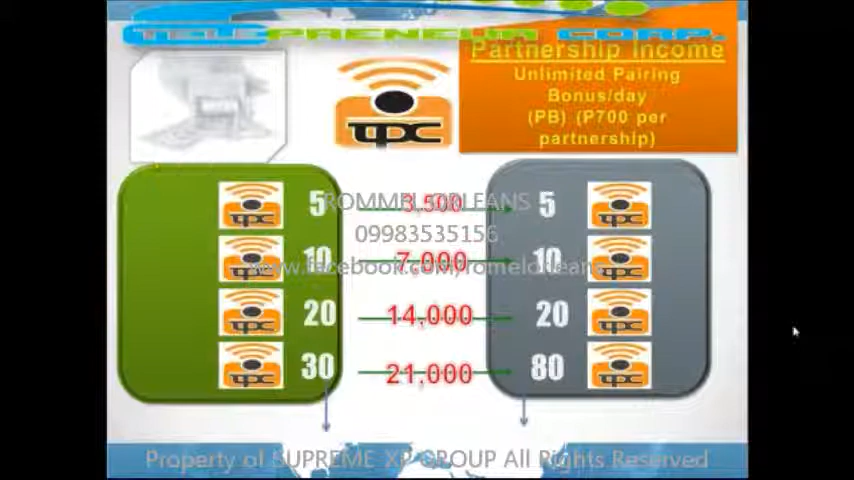 TELEPRENEUR CORP.
Partnership Income
Unlimited Pairing
Bonus/day
(PB) (P700 per
partnership)
TPC
5 3,500 5
ROMMEL ORLEANS
09983535156
10 7,000 10
www.facebook.com/romelorleans
20 14,000 20
30 21,000 80
Property of SUPREME XP GROUP All Rights Reserved